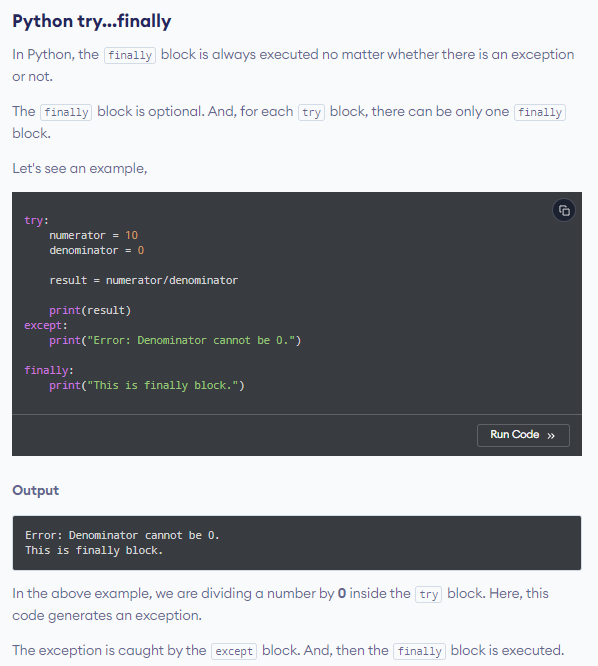 Python try...finally
In Python, the finally block is always executed no matter whether there is an exception
or not.
The finally block is optional. And, for each try block, there can be only one finally
block.
Let's see an example,
try:
    numerator = 10
    denominator = 0
    result = numerator/denominator
    print(result)
except:
    print("Error: Denominator cannot be 0.")
finally:
    print("This is finally block.")
Run Code »
Output
Error: Denominator cannot be 0.
This is finally block.
In the above example, we are dividing a number by 0 inside the try block. Here, this
code generates an exception.
The exception is caught by the except block. And, then the finally block is executed.